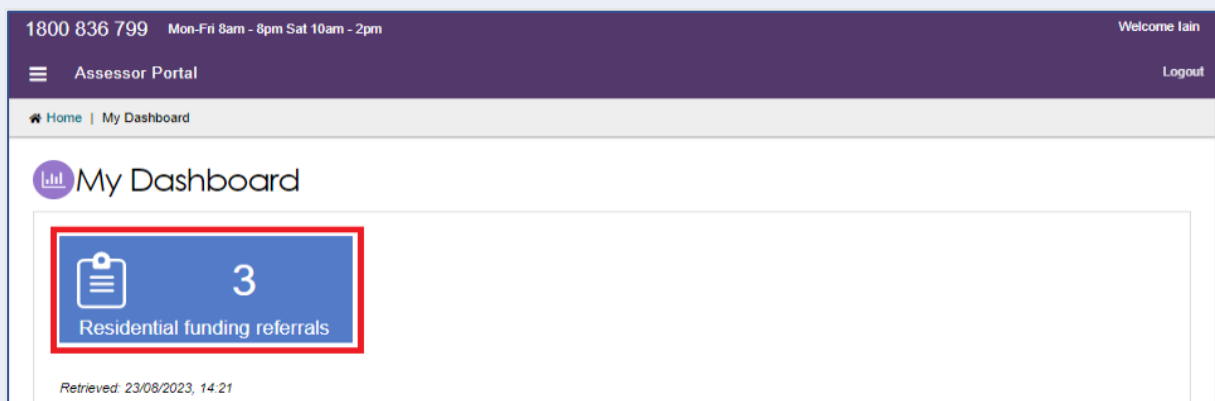 1800 836 799 Mon-Fri 8am - 8pm Sat 10am - 2pm Welcome Iain
Assessor Portal Logout
Home | My Dashboard
My Dashboard
3
Residential funding referrals
Retrieved: 23/08/2023, 14:21